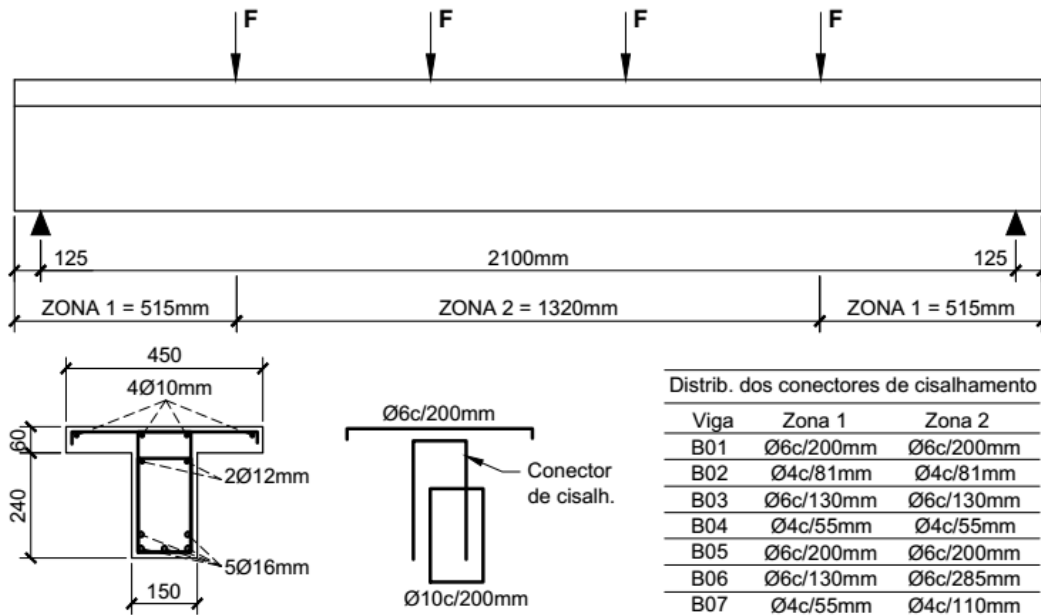 F F F F
125 2100mm 125
ZONA 1 = 515mm ZONA 2 = 1320mm ZONA 1 = 515mm
450
4Ø10mm
60
2Ø12mm
240
5Ø16mm
150
Ø6c/200mm
Conector
de cisalh.
Ø10c/200mm
Distrib. dos conectores de cisalhamento
Viga Zona 1 Zona 2
B01 Ø6c/200mm Ø6c/200mm
B02 Ø4c/81mm Ø4c/81mm
B03 Ø6c/130mm Ø6c/130mm
B04 Ø4c/55mm Ø4c/55mm
B05 Ø6c/200mm Ø6c/200mm
B06 Ø6c/130mm Ø6c/285mm
B07 Ø4c/55mm Ø4c/110mm